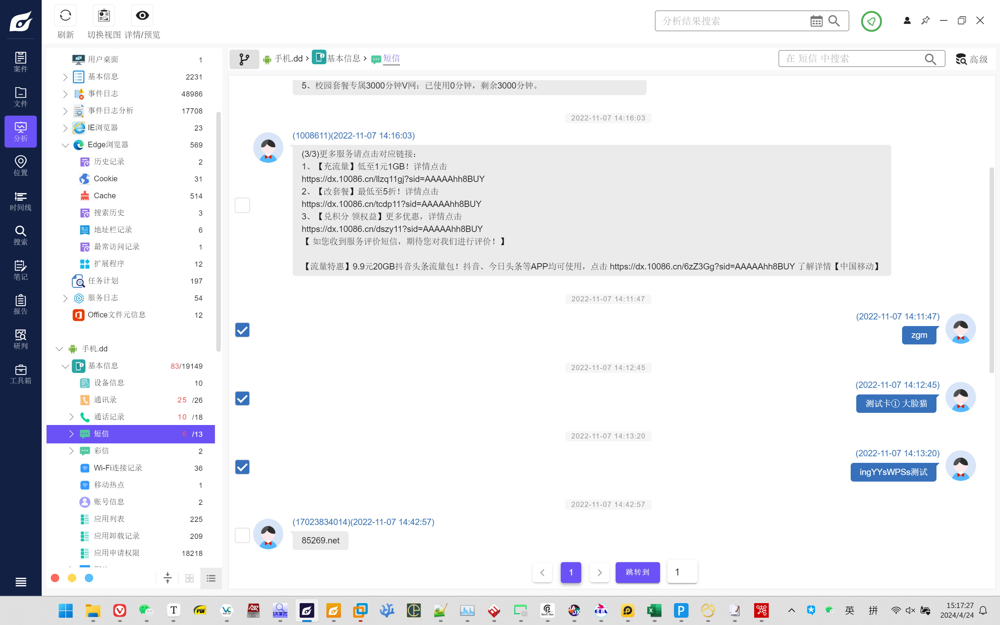 刷新
切换视图
详情/预览
分析结果搜索
案件
文件
分析
位置
时间线
搜索
笔记
报告
研判
工具箱
用户桌面 1
基本信息 2231
事件日志 48986
事件日志分析 17708
IE浏览器 23
Edge浏览器 569
历史记录 2
Cookie 31
Cache 514
搜索历史 3
地址栏记录 6
最常访问记录 1
扩展程序 12
任务计划 197
服务日志 54
Office文件元信息 12
手机.dd
基本信息 83/19149
设备信息 10
通讯录 25 /26
通话记录 10 /18
短信 6 /13
彩信 2
Wi-Fi连接记录 36
移动热点 1
账号信息 2
应用列表 225
应用卸载记录 209
应用申请权限 18218
手机.dd › 基本信息 › 短信
在 短信 中搜索
高级
5、校园套餐专属3000分钟V网：已使用0分钟，剩余3000分钟。
2022-11-07 14:16:03
(1008611)(2022-11-07 14:16:03)
(3/3)更多服务请点击对应链接：
1、【充流量】低至1元1GB！详情点击
https://dx.10086.cn/llzq11gj?sid=AAAAAhh8BUY
2、【改套餐】最低至5折！详情点击
https://dx.10086.cn/tcdp11?sid=AAAAAhh8BUY
3、【兑积分 领权益】更多优惠，详情点击
https://dx.10086.cn/dszy11?sid=AAAAAhh8BUY
【 如您收到服务评价短信，期待您对我们进行评价！】
【流量特惠】9.9元20GB抖音头条流量包！抖音、今日头条等APP均可使用，点击 https://dx.10086.cn/6zZ3Gg?sid=AAAAAhh8BUY 了解详情【中国移动】
2022-11-07 14:11:47
(2022-11-07 14:11:47)
zgm
2022-11-07 14:12:45
(2022-11-07 14:12:45)
测试卡① 大脸猫
2022-11-07 14:13:20
(2022-11-07 14:13:20)
ingYYsWPSs测试
2022-11-07 14:42:57
(17023834014)(2022-11-07 14:42:57)
85269.net
1
跳转到
1
T
PDF
VC
GDA
P
英
拼
15:17:27
2024/4/24